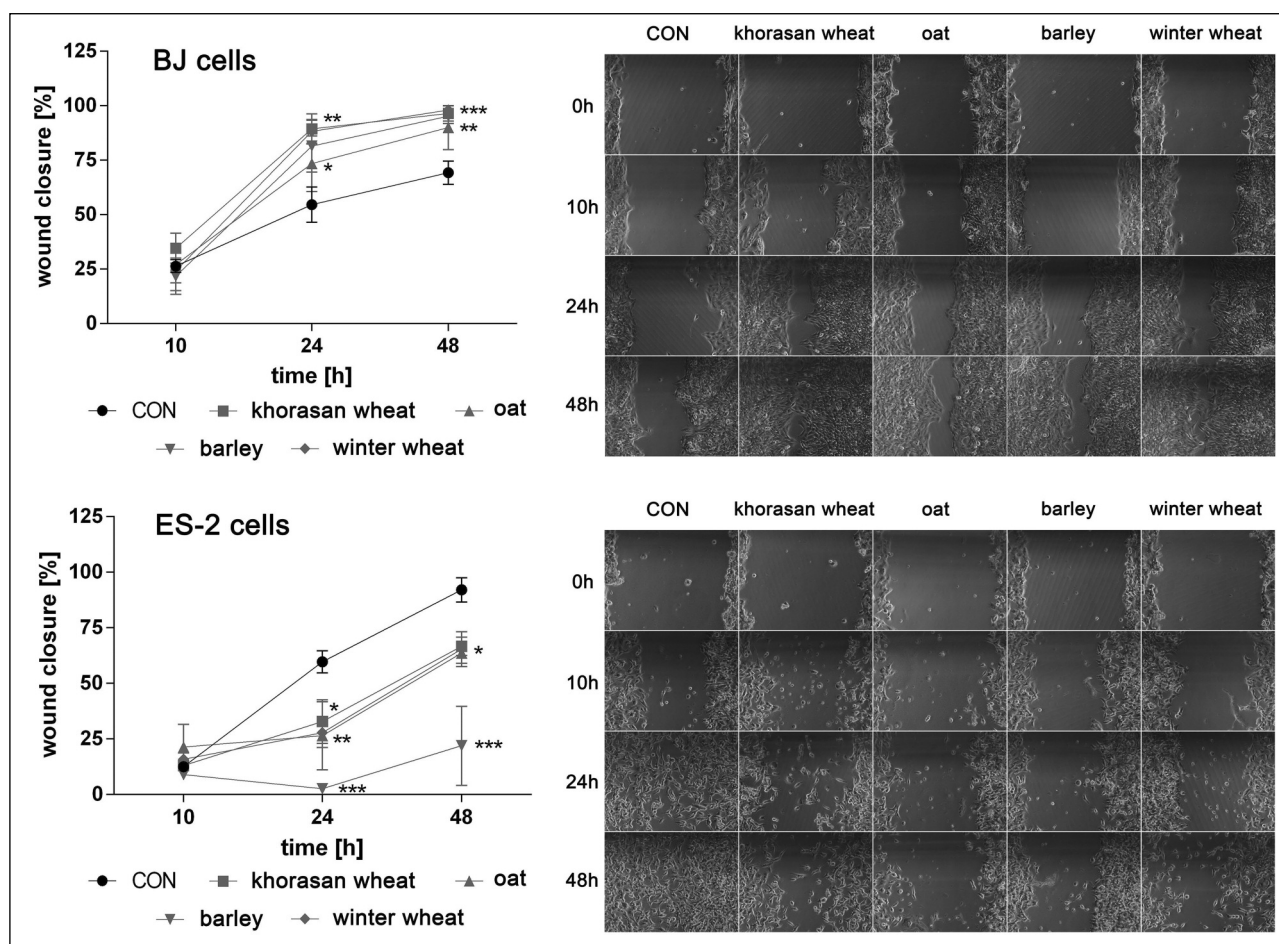 BJ cells
wound closure [%]
125
100
75
50
25
0
**
*
***
**
10
24
48
time [h]
CON
khorasan wheat
oat
barley
winter wheat
CON
khorasan wheat
oat
barley
winter wheat
0h
10h
24h
48h
ES-2 cells
wound closure [%]
125
100
75
50
25
0
*
**
***
*
***
10
24
48
time [h]
CON
khorasan wheat
oat
barley
winter wheat
CON
khorasan wheat
oat
barley
winter wheat
0h
10h
24h
48h